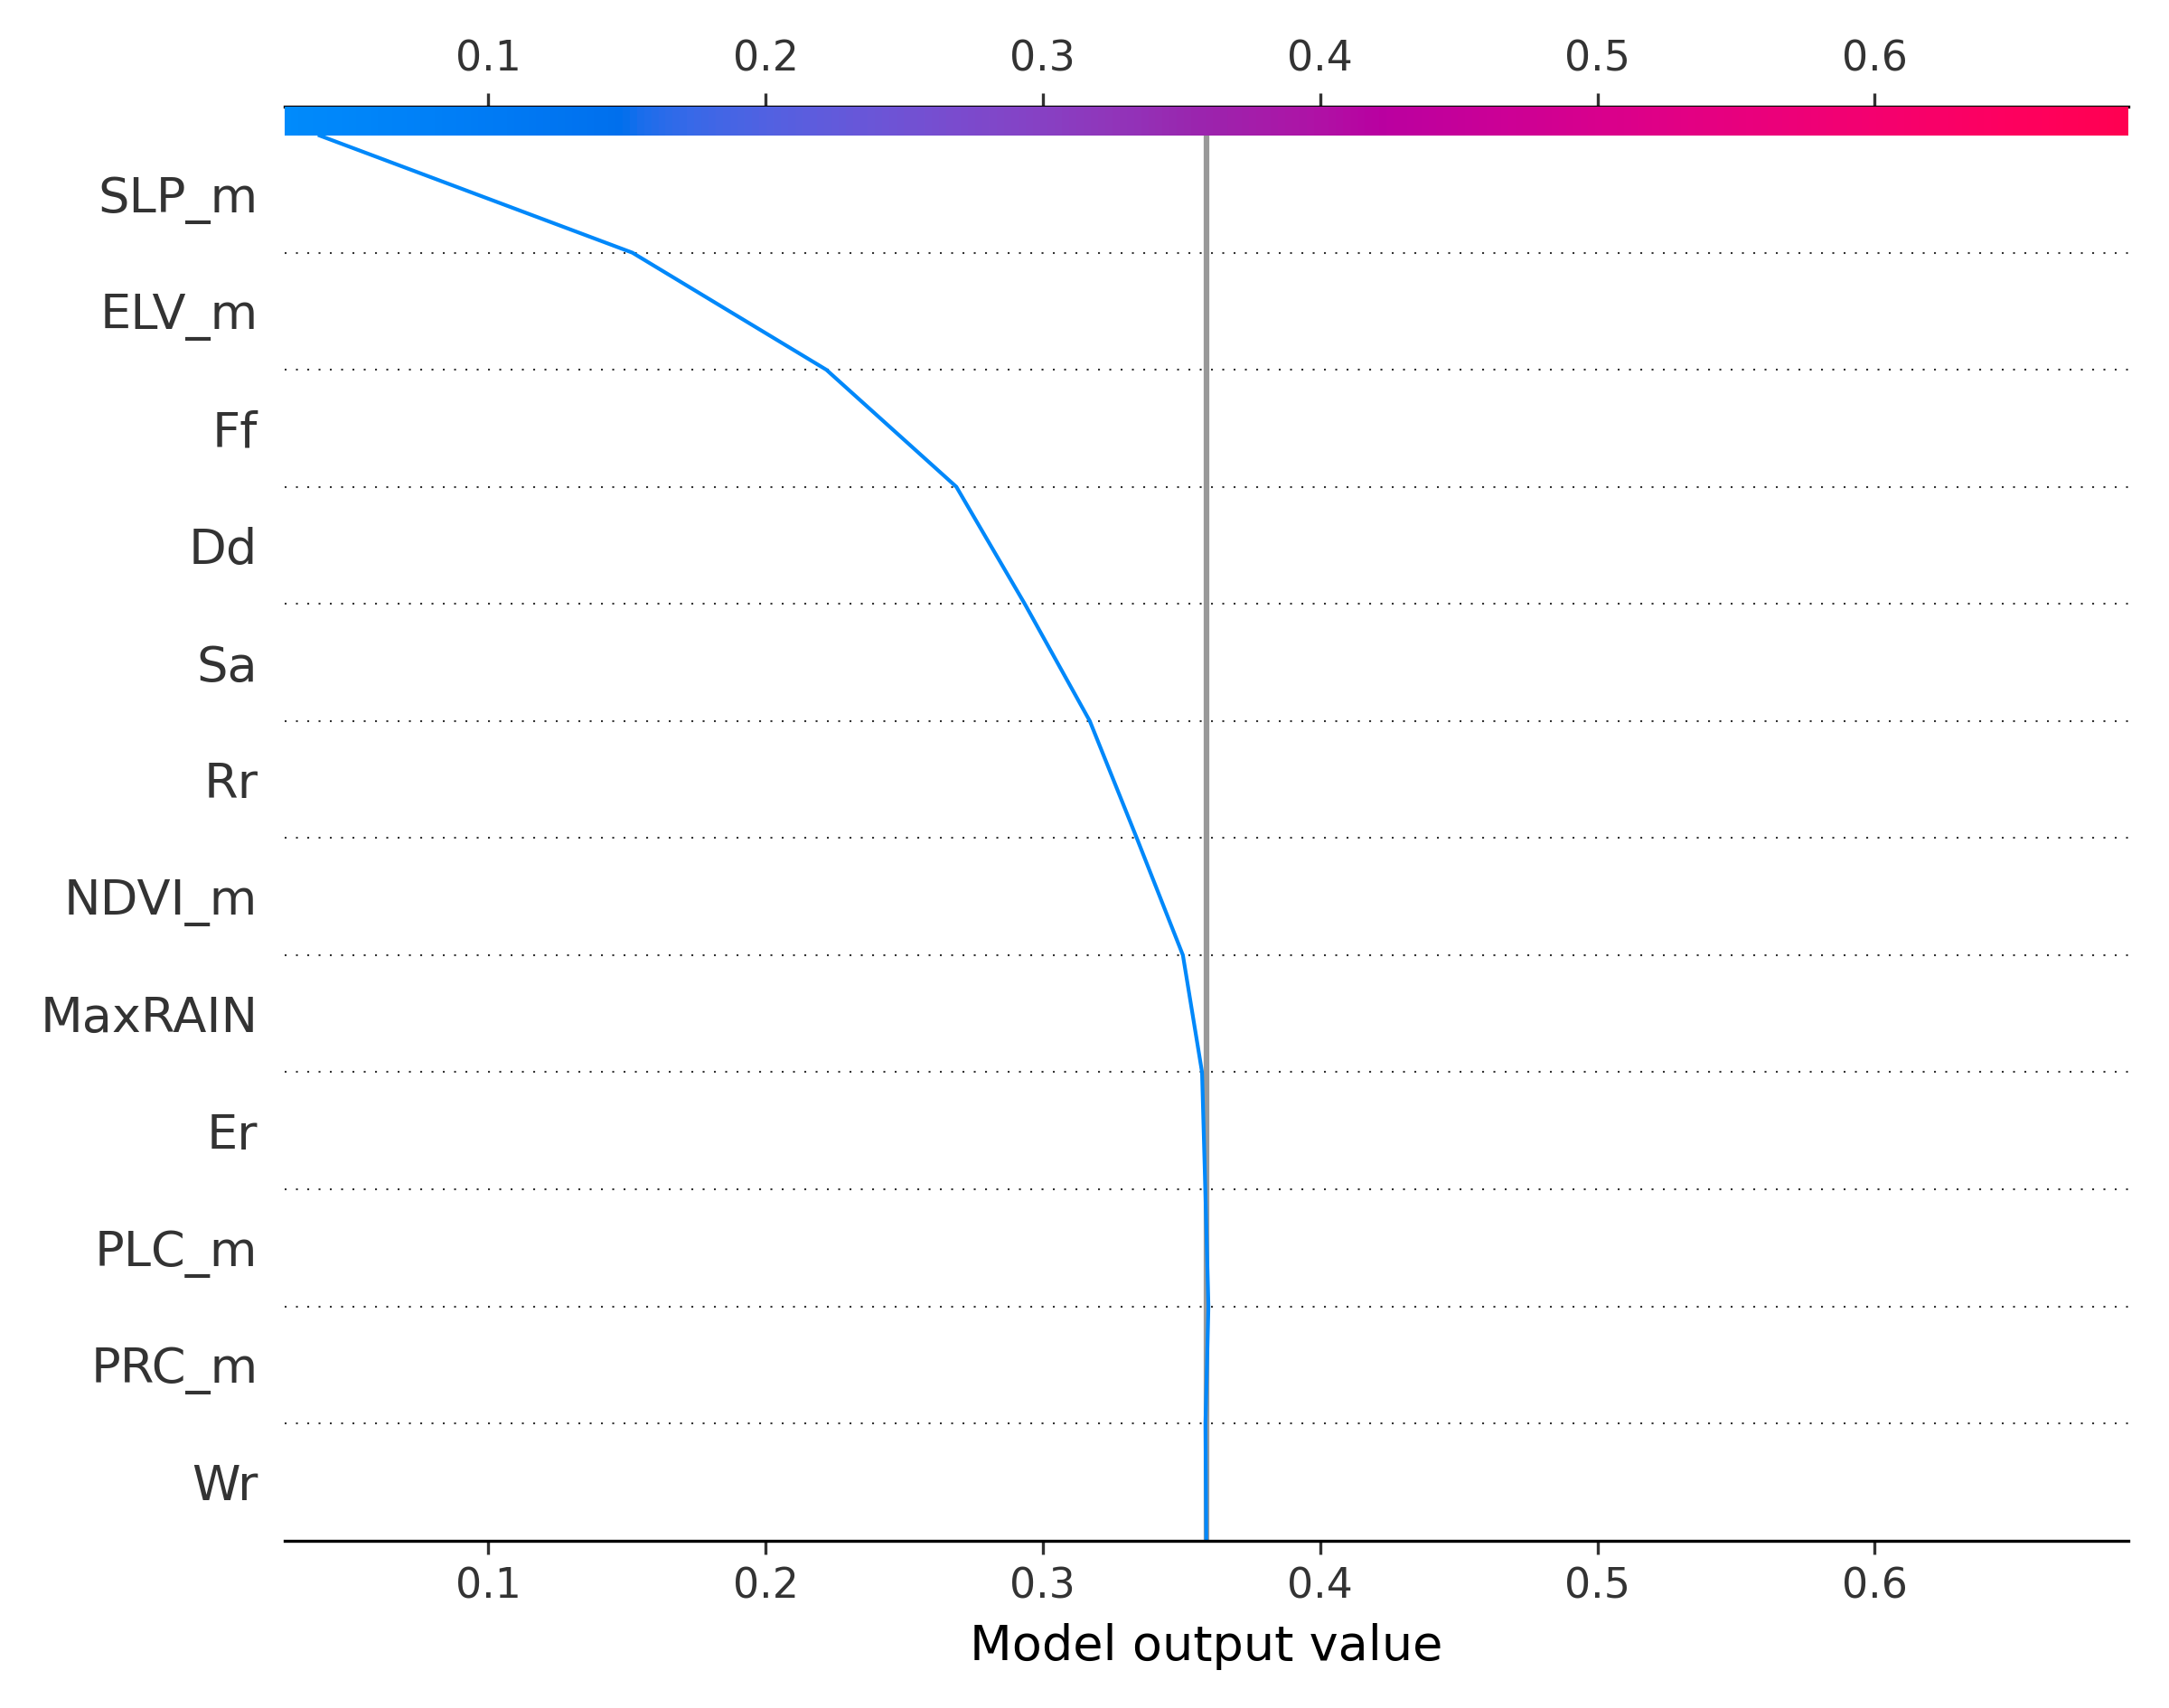 0.1 0.2 0.3 0.4 0.5 0.6
SLP_m
ELV_m
Ff
Dd
Sa
Rr
NDVI_m
MaxRAIN
Er
PLC_m
PRC_m
Wr
0.1 0.2 0.3 0.4 0.5 0.6
Model output value